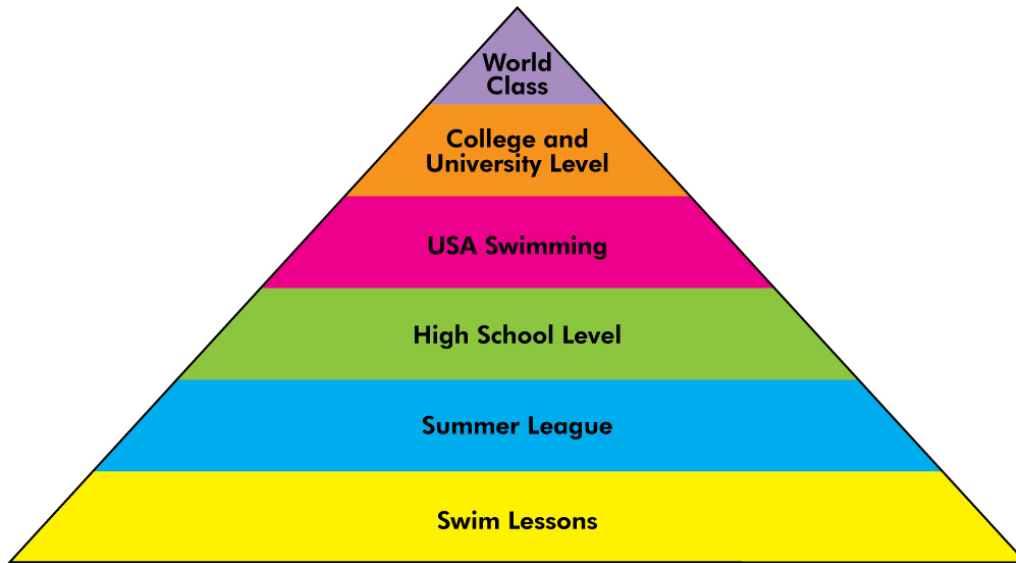 World
Class
College and
University Level
USA Swimming
High School Level
Summer League
Swim Lessons